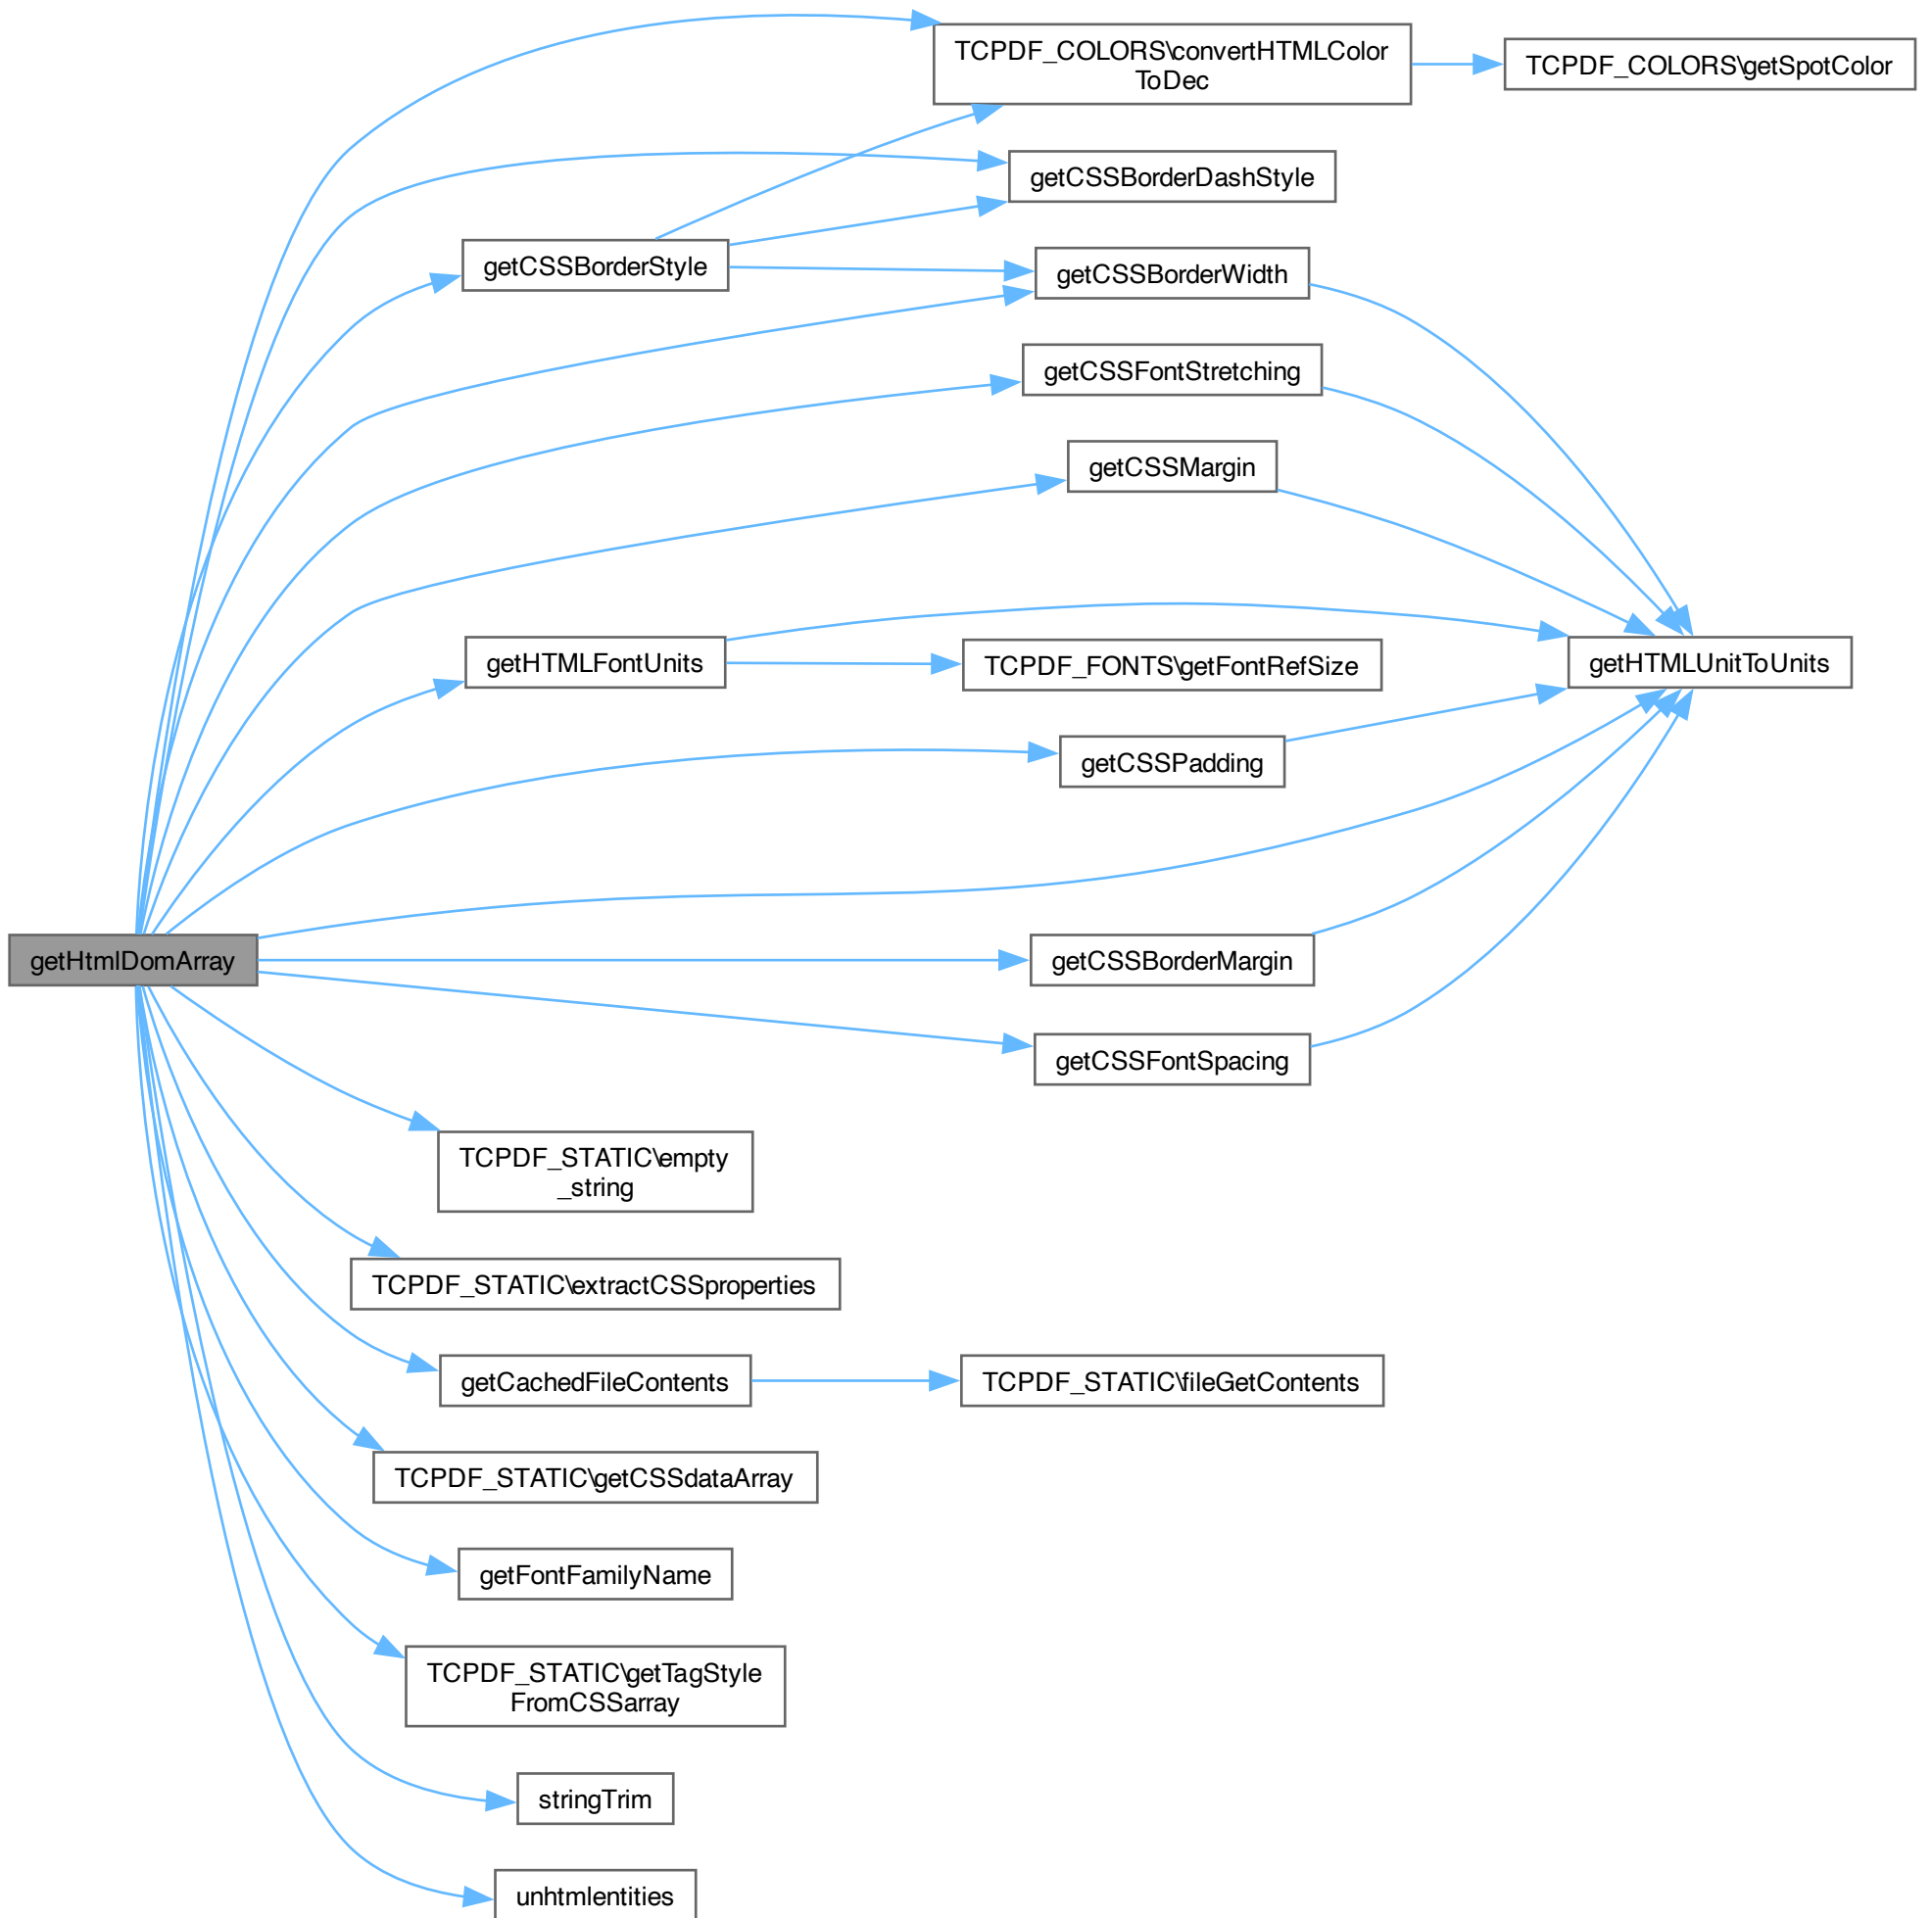 TCPDF_COLORS\convertHTMLColor
ToDec
TCPDF_COLORS\getSpotColor
getCSSBorderDashStyle
getCSSBorderStyle
getCSSBorderWidth
getCSSFontStretching
getCSSMargin
getHTMLFontUnits
TCPDF_FONTS\getFontRefSize
getHTMLUnitToUnits
getCSSPadding
getHtmlDomArray
getCSSBorderMargin
getCSSFontSpacing
TCPDF_STATIC\empty
_string
TCPDF_STATIC\extractCSSproperties
getCachedFileContents
TCPDF_STATIC\fileGetContents
TCPDF_STATIC\getCSSdataArray
getFontFamilyName
TCPDF_STATIC\getTagStyle
FromCSSarray
stringTrim
unhtmlentities